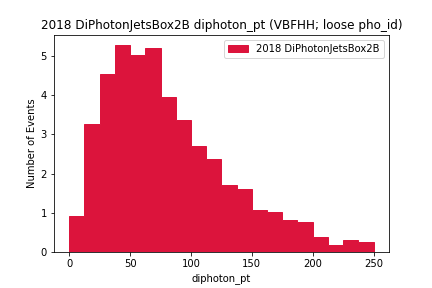 2018 DiPhotonJetsBox2B diphoton_pt (VBFHH; loose pho_id)
2018 DiPhotonJetsBox2B
Number of Events
5
4
3
2
1
0
0 50 100 150 200 250
diphoton_pt